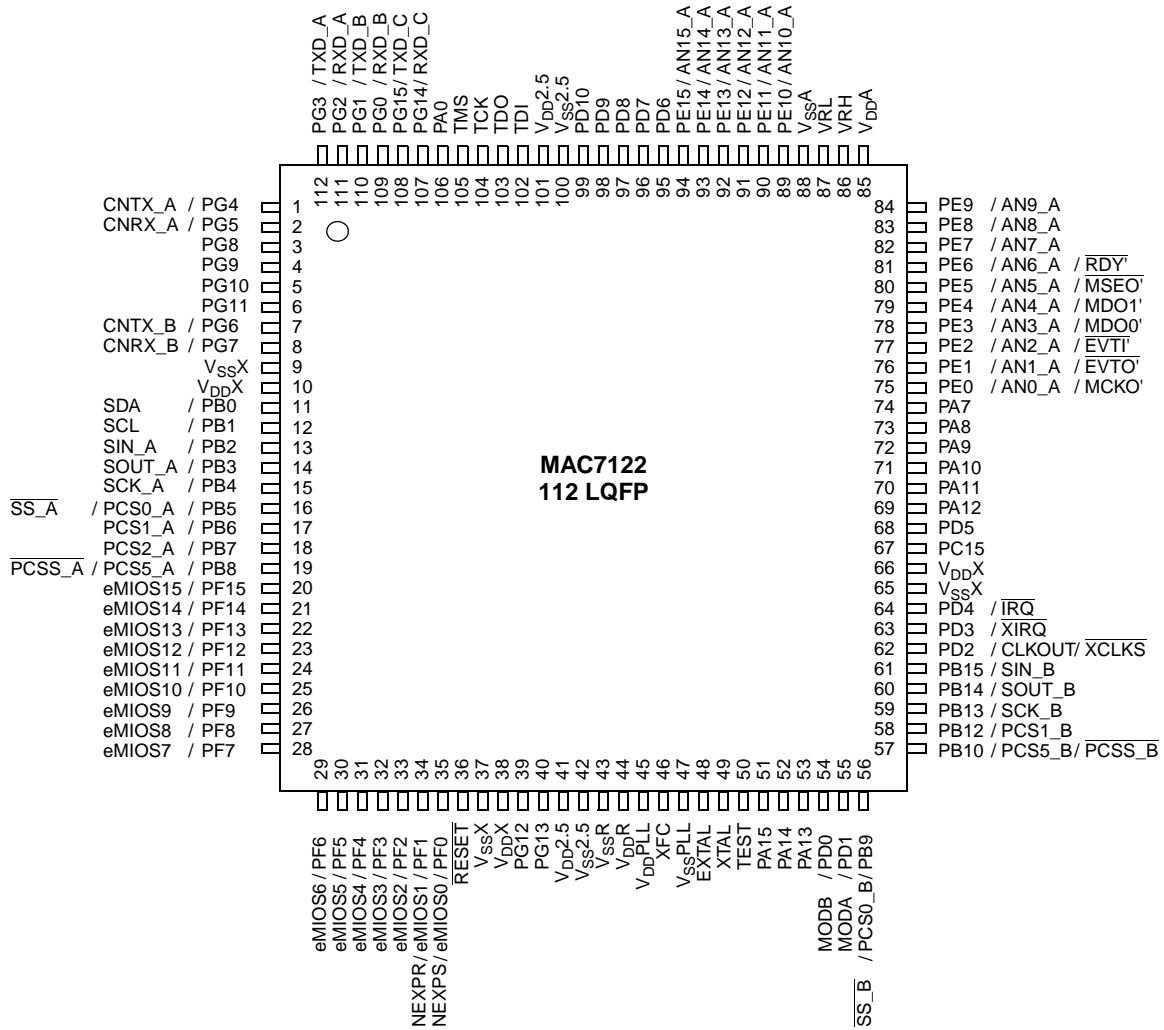 PG3 / TXD_A
PG2 / RXD_A
PG1 / TXD_B
PG0 / RXD_B
PG15/ TXD_C
PG14/ RXD_C
PA0
TMS
TCK
TDO
TDI
VDD2.5
VSS2.5
PD10
PD9
PD8
PD7
PD6
PE15 / AN15_A
PE14 / AN14_A
PE13 / AN13_A
PE12 / AN12_A
PE11 / AN11_A
PE10 / AN10_A
VSSA
VRL
VRH
VDDA
112
111
110
109
108
107
106
105
104
103
102
101
100
99
98
97
96
95
94
93
92
91
90
89
88
87
86
85
CNTX_A / PG4 1
CNRX_A / PG5 2
PG8 3
PG9 4
PG10 5
PG11 6
CNTX_B / PG6 7
CNRX_B / PG7 8
VSSX 9
VDDX 10
SDA / PB0 11
SCL / PB1 12
SIN_A / PB2 13
SOUT_A / PB3 14
SCK_A / PB4 15
SS_A / PCS0_A / PB5 16
PCS1_A / PB6 17
PCS2_A / PB7 18
PCSS_A / PCS5_A / PB8 19
eMIOS15 / PF15 20
eMIOS14 / PF14 21
eMIOS13 / PF13 22
eMIOS12 / PF12 23
eMIOS11 / PF11 24
eMIOS10 / PF10 25
eMIOS9 / PF9 26
eMIOS8 / PF8 27
eMIOS7 / PF7 28
MAC7122
112 LQFP
84 PE9 / AN9_A
83 PE8 / AN8_A
82 PE7 / AN7_A
81 PE6 / AN6_A / RDY'
80 PE5 / AN5_A / MSEO'
79 PE4 / AN4_A / MDO1'
78 PE3 / AN3_A / MDO0'
77 PE2 / AN2_A / EVTI'
76 PE1 / AN1_A / EVTO'
75 PE0 / AN0_A / MCKO'
74 PA7
73 PA8
72 PA9
71 PA10
70 PA11
69 PA12
68 PD5
67 PC15
66 VDDX
65 VSSX
64 PD4 / IRQ
63 PD3 / XIRQ
62 PD2 / CLKOUT/ XCLKS
61 PB15 / SIN_B
60 PB14 / SOUT_B
59 PB13 / SCK_B
58 PB12 / PCS1_B
57 PB10 / PCS5_B/ PCSS_B
29
30
31
32
33
34
35
36
37
38
39
40
41
42
43
44
45
46
47
48
49
50
51
52
53
54
55
56
eMIOS6 / PF6
eMIOS5 / PF5
eMIOS4 / PF4
eMIOS3 / PF3
eMIOS2 / PF2
NEXPR / eMIOS1 / PF1
NEXPS / eMIOS0 / PF0
RESET
VSSX
VDDX
PG12
PG13
VDD2.5
VSS2.5
VSSR
VDDR
VDDPLL
XFC
VSSPLL
EXTAL
XTAL
TEST
PA15
PA14
PA13
MODB / PD0
MODA / PD1
SS_B / PCS0_B / PB9